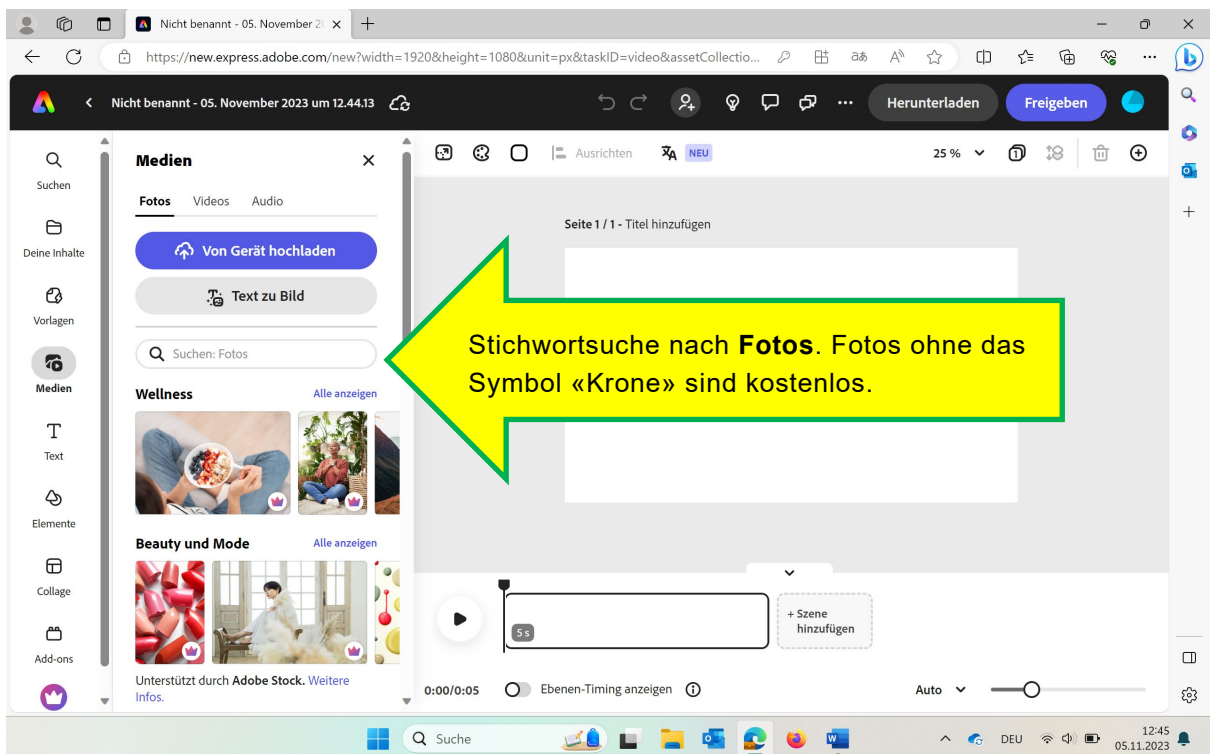 Nicht benannt - 05. November 2
https://new.express.adobe.com/new?width=1920&height=1080&unit=px&taskID=video&assetCollectio...
Nicht benannt - 05. November 2023 um 12.44.13
Herunterladen
Freigeben
Suchen
Deine Inhalte
Vorlagen
Medien
Text
Elemente
Collage
Add-ons
Medien
Fotos Videos Audio
Von Gerät hochladen
Text zu Bild
Suchen: Fotos
Wellness Alle anzeigen
Beauty und Mode Alle anzeigen
Unterstützt durch Adobe Stock. Weitere
Infos.
Ausrichten NEU
25 %
1
Seite 1 / 1 - Titel hinzufügen
Stichwortsuche nach Fotos. Fotos ohne das
Symbol «Krone» sind kostenlos.
5 s
+ Szene
hinzufügen
0:00/0:05 Ebenen-Timing anzeigen
Auto
Suche
DEU
12:45
05.11.2023